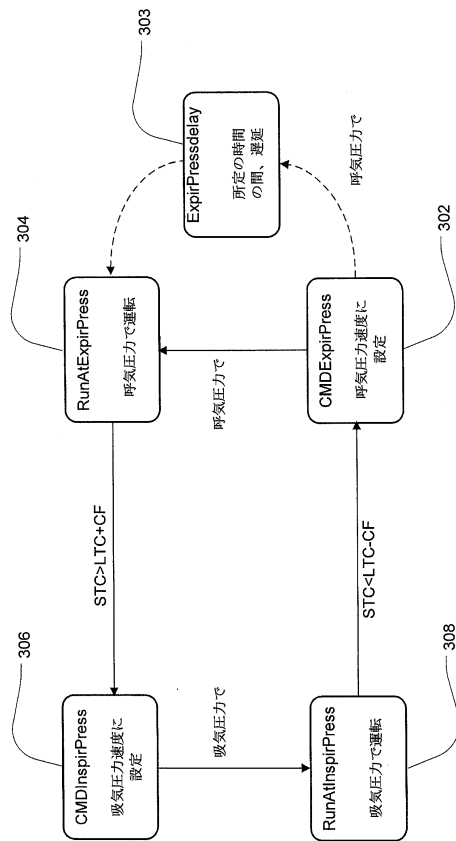 306
CMDInspirPress
吸気圧力速度に
設定
STC>LTC+CF
304
RunAtExpirPress
呼気圧力で運転
303
ExpirPressdelay
所定の時間
の間、遅延
吸気圧力で
呼気圧力で
呼気圧力で
RunAtInspirPress
吸気圧力で運転
308
STC<LTC-CF
CMDExpirPress
呼気圧力速度に
設定
302